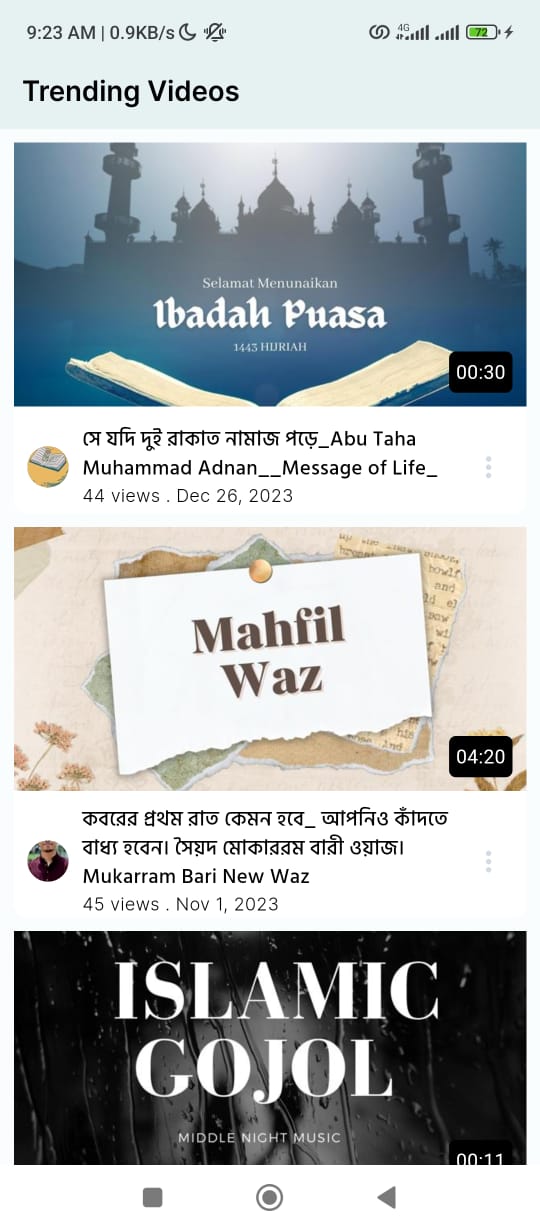 9:23 AM | 0.9KB/s
4G
72
Trending Videos
Selamat Menunaikan
Ibadah Puasa
1443 HIJRIAH
00:30
সে যদি দুই রাকাত নামাজ পড়ে_Abu Taha
Muhammad Adnan__Message of Life_
44 views . Dec 26, 2023
Mahfil
Waz
04:20
কবরের প্রথম রাত কেমন হবে_ আপনিও কাঁদতে
বাধ্য হবেন। সৈয়দ মোকাররম বারী ওয়াজ।
Mukarram Bari New Waz
45 views . Nov 1, 2023
ISLAMIC
GOJOL
MIDDLE NIGHT MUSIC
00:11